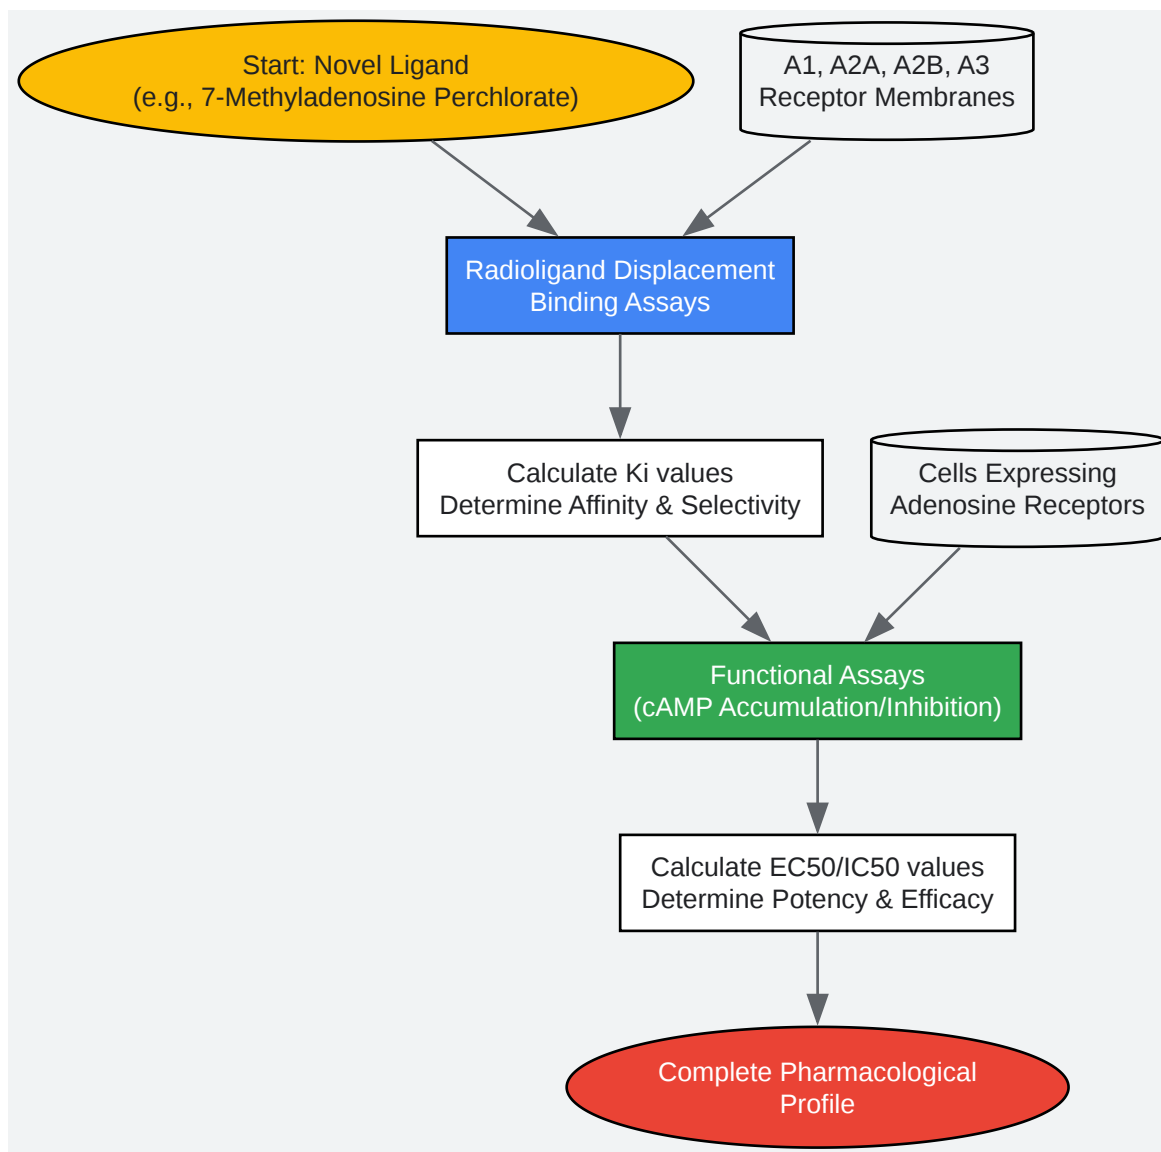 Start: Novel Ligand
(e.g., 7-Methyladenosine Perchlorate)
A1, A2A, A2B, A3
Receptor Membranes
Radioligand Displacement
Binding Assays
Calculate Ki values
Determine Affinity & Selectivity
Cells Expressing
Adenosine Receptors
Functional Assays
(cAMP Accumulation/Inhibition)
Calculate EC50/IC50 values
Determine Potency & Efficacy
Complete Pharmacological
Profile